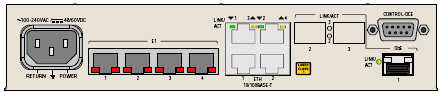 ~100-240VAC 48/60VDC
RETURN POWER
E1
1 2 3 4
LINK/
ACT
1 3 2 4
ETH
10/100BASE-T
LINK/ACT
2 3
CONTROL-DCE
GbE
LINK/
ACT
1